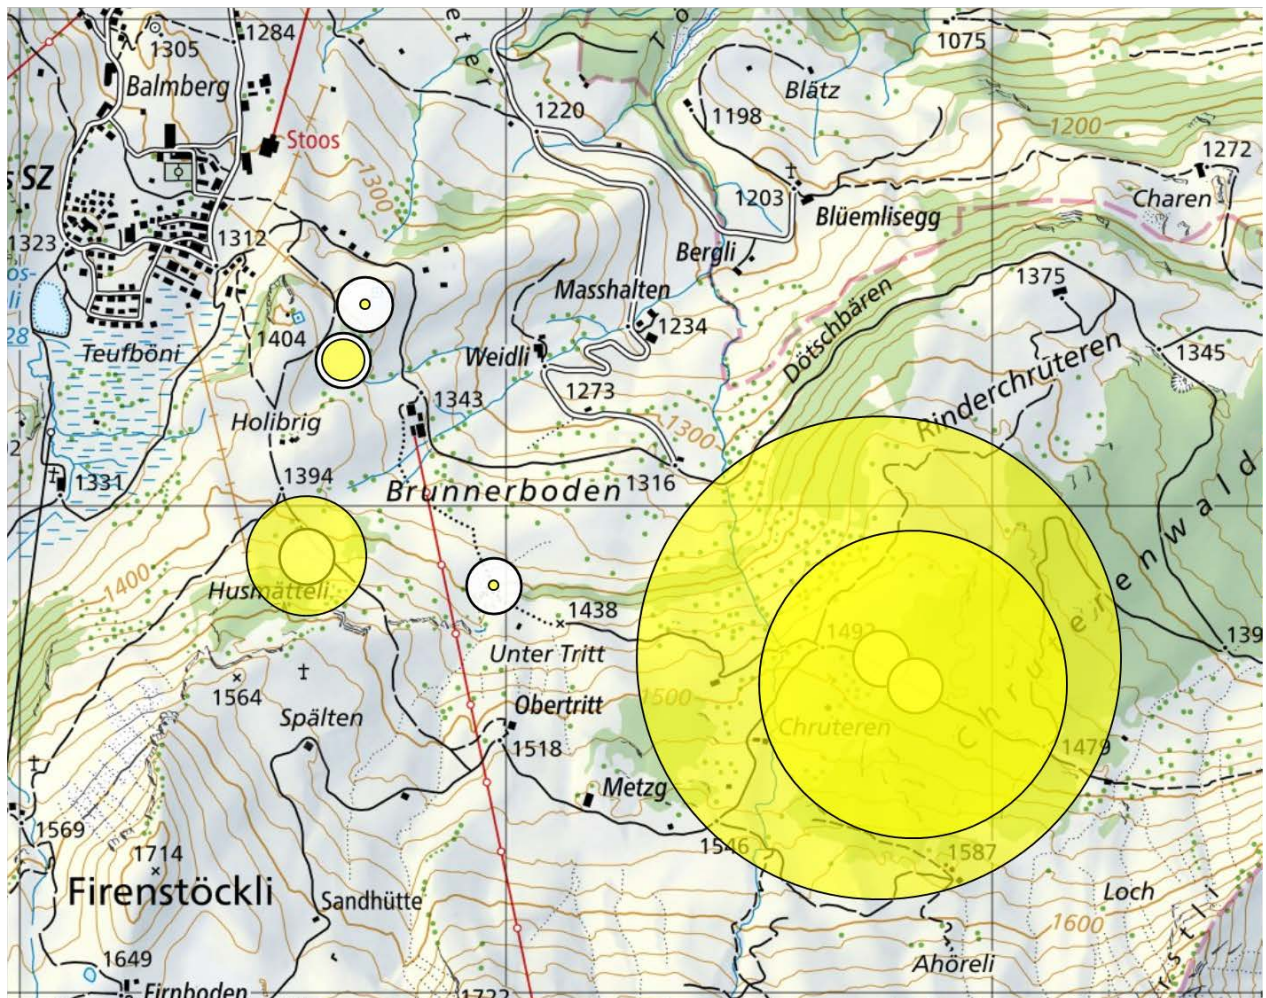 1305
1284
Balmberg
1220
1075
Blätz
1198
1200
Stoos
SZ
1300
1272
1203
Blüemlisegg
Charen
1323
1312
Bergli
1375
Masshalten
28
1404
1234
Dötschbären
Teufböni
Weidli
1345
Rinderchrüteren
1273
1343
Holibrig
1300
1331
1394
Brunnerboden
1316
1400
Husmätteli
1438
1492
139
Unter Tritt
1564
1500
Obertritt
Spälten
Chruteren
1518
1479
Metzg
1569
1546
1587
1714
Firenstöckli
Sandhütte
Loch
1600
1649
Ahöreli
Firnboden